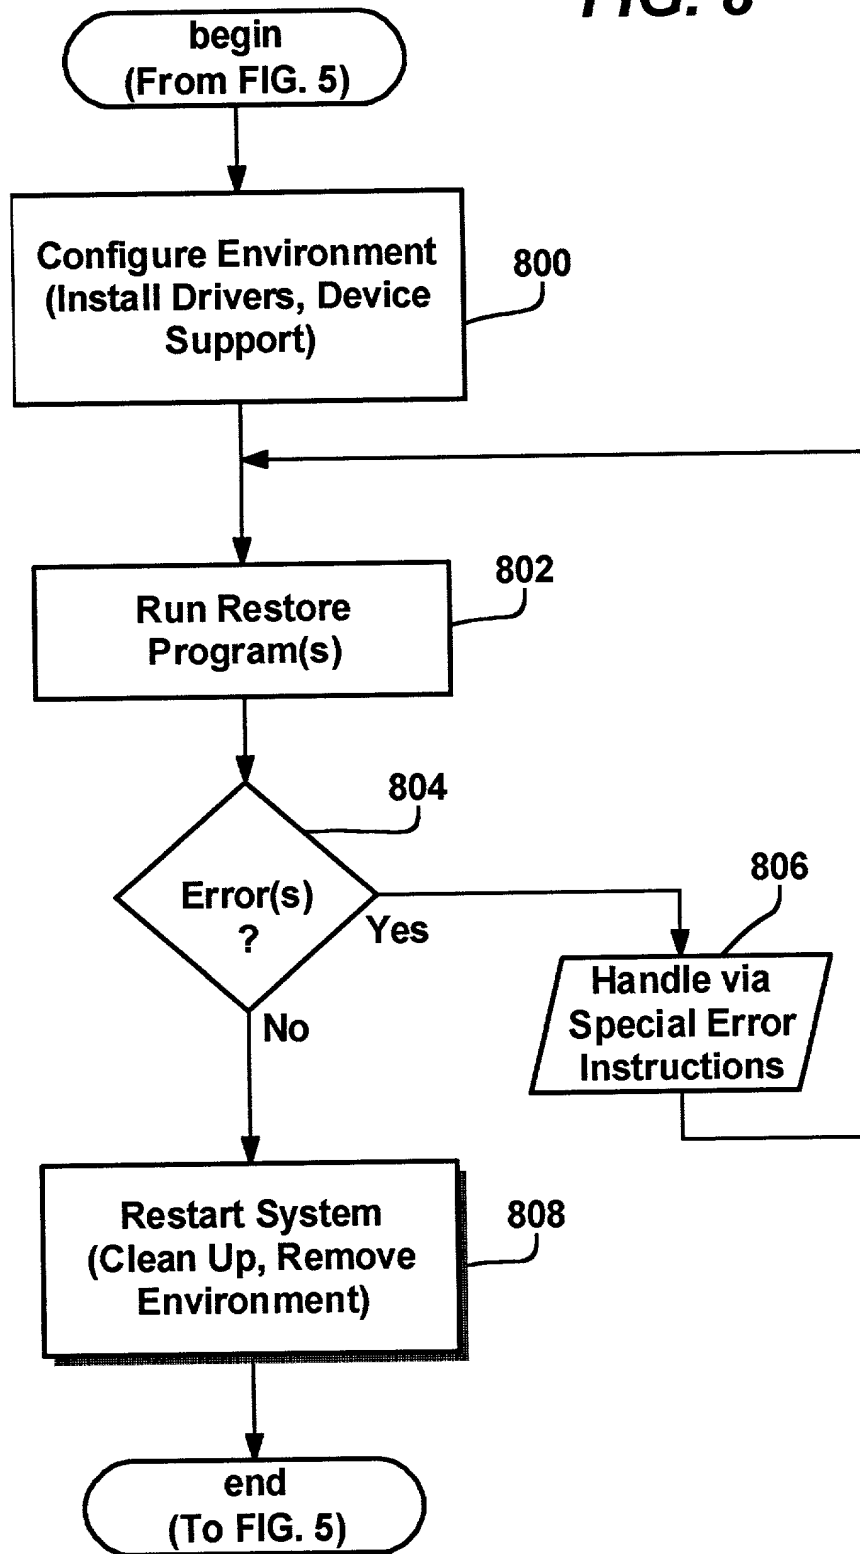 FIG. 8
begin
(From FIG. 5)
Configure Environment
(Install Drivers, Device
Support)
800
Run Restore
Program(s)
802
804
Error(s)
?
Yes
No
806
Handle via
Special Error
Instructions
Restart System
(Clean Up, Remove
Environment)
808
end
(To FIG. 5)